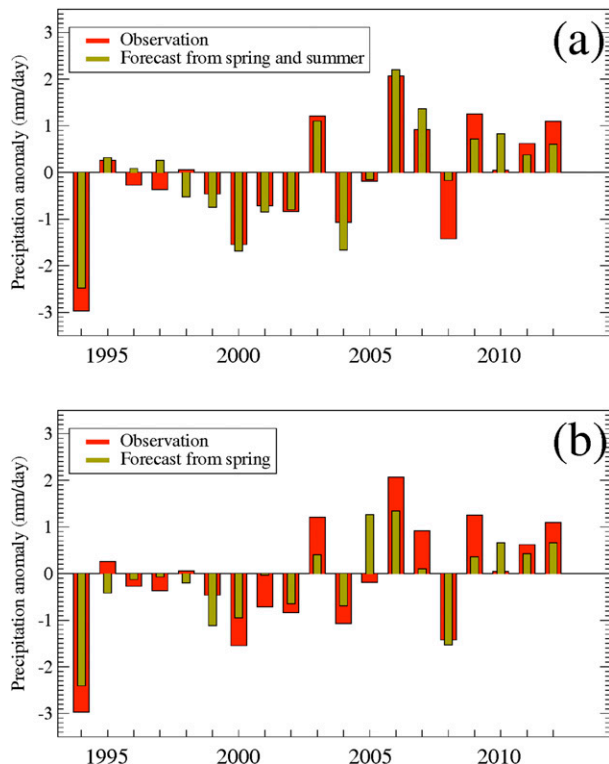 (a)
Observation
Forecast from spring and summer
Precipitation anomaly (mm/day)
3
2
1
0
-1
-2
-3
1995 2000 2005 2010
(b)
Observation
Forecast from spring
Precipitation anomaly (mm/day)
3
2
1
0
-1
-2
-3
1995 2000 2005 2010